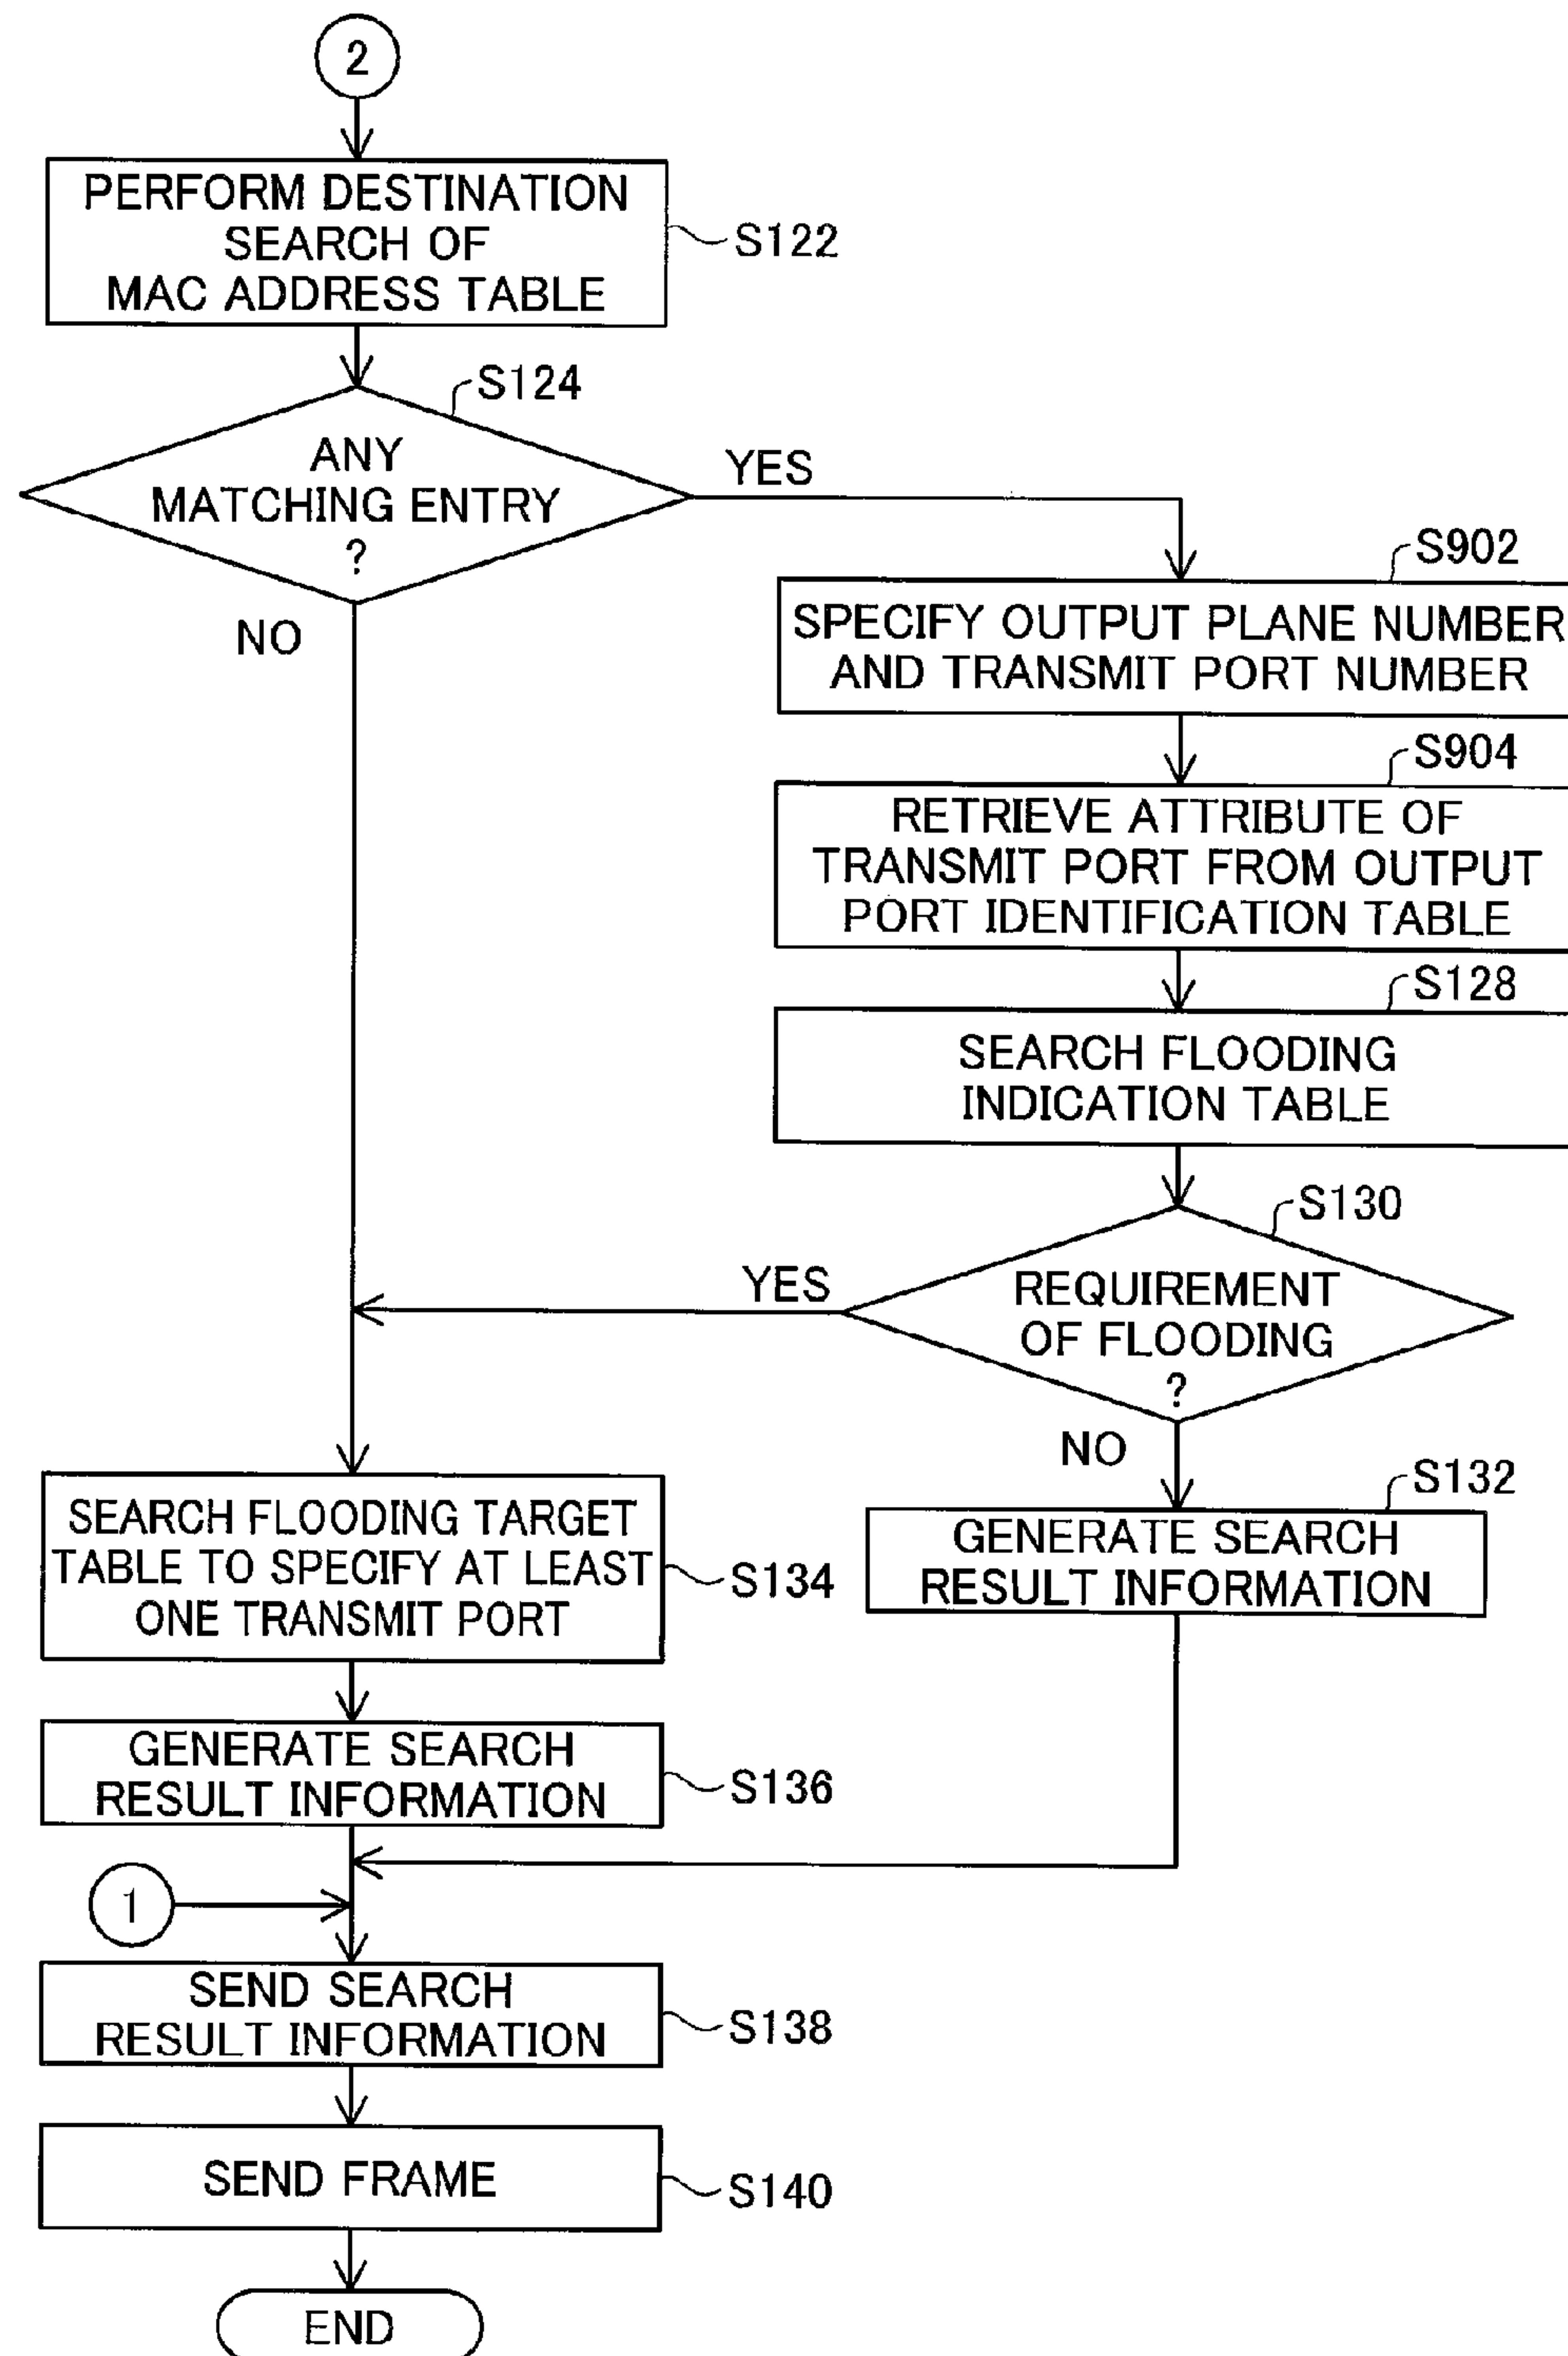 2
PERFORM DESTINATION
SEARCH OF
MAC ADDRESS TABLE
S122
S124
ANY
MATCHING ENTRY
?
YES
NO
S902
SPECIFY OUTPUT PLANE NUMBER
AND TRANSMIT PORT NUMBER
S904
RETRIEVE ATTRIBUTE OF
TRANSMIT PORT FROM OUTPUT
PORT IDENTIFICATION TABLE
S128
SEARCH FLOODING
INDICATION TABLE
S130
REQUIREMENT
OF FLOODING
?
YES
NO
S132
GENERATE SEARCH
RESULT INFORMATION
SEARCH FLOODING TARGET
TABLE TO SPECIFY AT LEAST
ONE TRANSMIT PORT
S134
GENERATE SEARCH
RESULT INFORMATION
S136
1
SEND SEARCH
RESULT INFORMATION
S138
SEND FRAME
S140
END